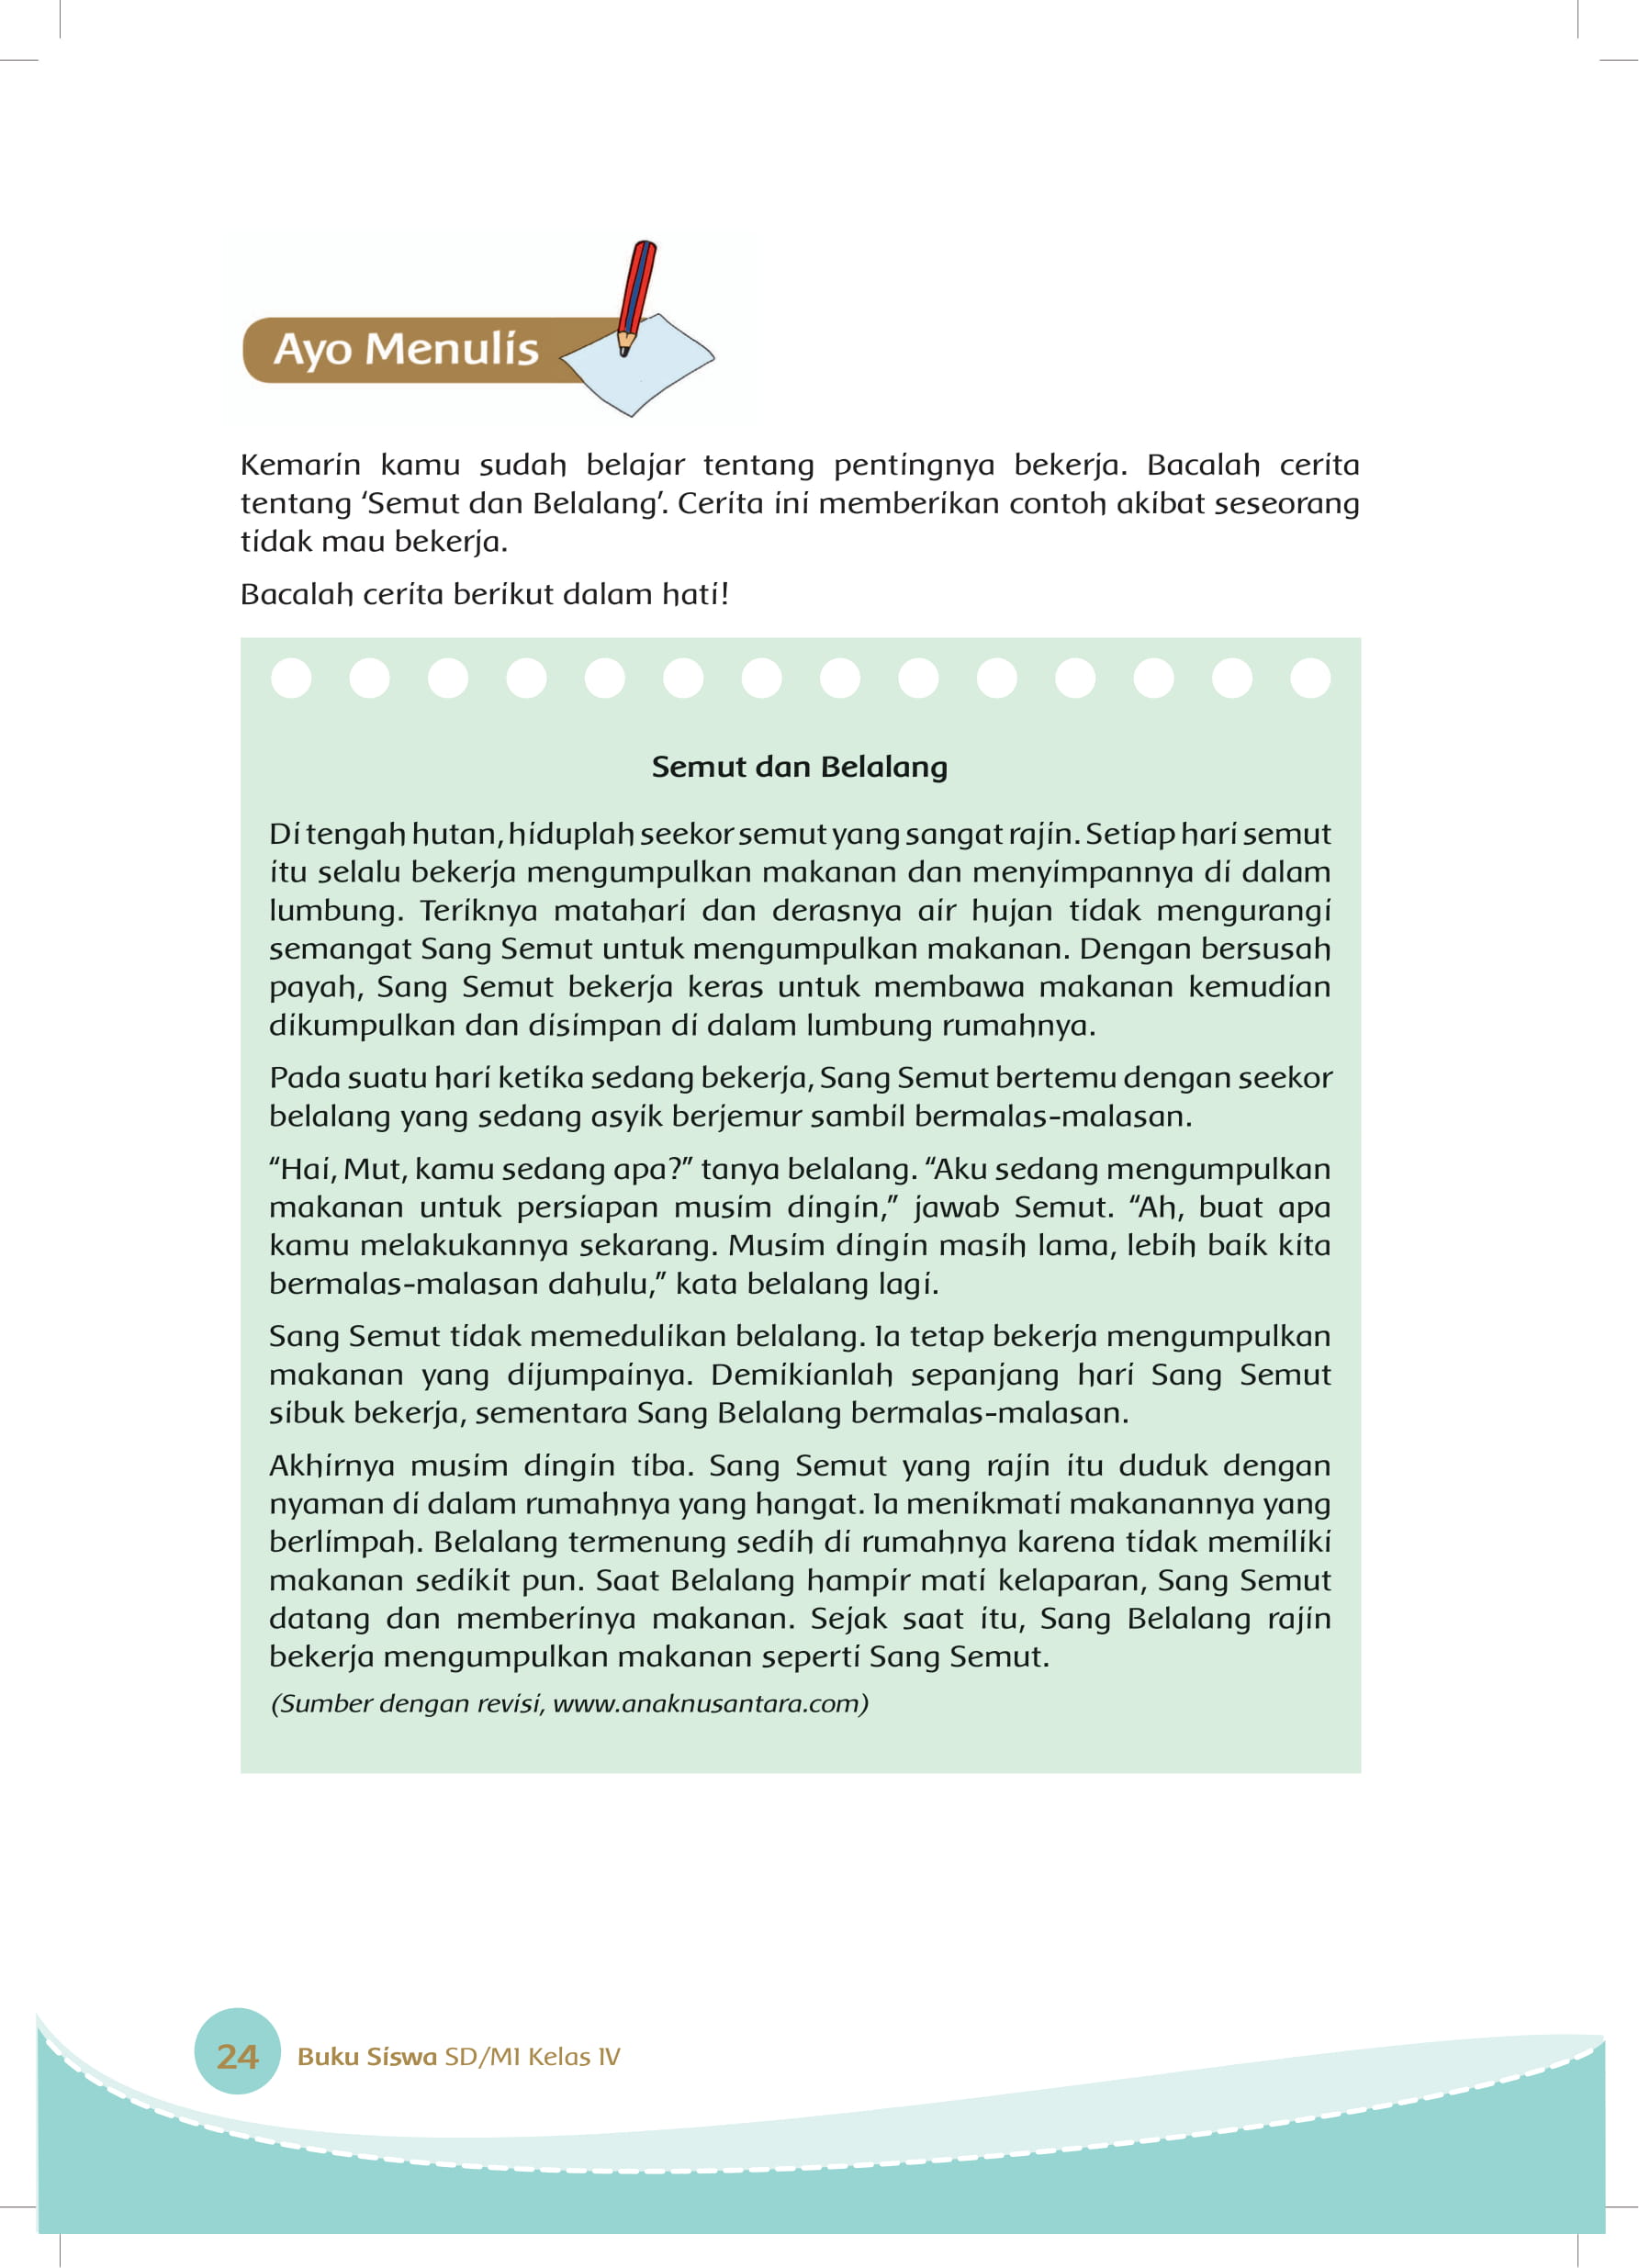 Ayo Menulis
Kemarin kamu sudah belajar tentang pentingnya bekerja. Bacalah cerita
tentang ‘Semut dan Belalang’. Cerita ini memberikan contoh akibat seseorang
tidak mau bekerja.
Bacalah cerita berikut dalam hati!
Semut dan Belalang
Di tengah hutan, hiduplah seekor semut yang sangat rajin. Setiap hari semut
itu selalu bekerja mengumpulkan makanan dan menyimpannya di dalam
lumbung. Teriknya matahari dan derasnya air hujan tidak mengurangi
semangat Sang Semut untuk mengumpulkan makanan. Dengan bersusah
payah, Sang Semut bekerja keras untuk membawa makanan kemudian
dikumpulkan dan disimpan di dalam lumbung rumahnya.
Pada suatu hari ketika sedang bekerja, Sang Semut bertemu dengan seekor
belalang yang sedang asyik berjemur sambil bermalas-malasan.
“Hai, Mut, kamu sedang apa?” tanya belalang. “Aku sedang mengumpulkan
makanan untuk persiapan musim dingin,” jawab Semut. “Ah, buat apa
kamu melakukannya sekarang. Musim dingin masih lama, lebih baik kita
bermalas-malasan dahulu,” kata belalang lagi.
Sang Semut tidak memedulikan belalang. Ia tetap bekerja mengumpulkan
makanan yang dijumpainya. Demikianlah sepanjang hari Sang Semut
sibuk bekerja, sementara Sang Belalang bermalas-malasan.
Akhirnya musim dingin tiba. Sang Semut yang rajin itu duduk dengan
nyaman di dalam rumahnya yang hangat. Ia menikmati makanannya yang
berlimpah. Belalang termenung sedih di rumahnya karena tidak memiliki
makanan sedikit pun. Saat Belalang hampir mati kelaparan, Sang Semut
datang dan memberinya makanan. Sejak saat itu, Sang Belalang rajin
bekerja mengumpulkan makanan seperti Sang Semut.
(Sumber dengan revisi, www.anaknusantara.com)
24 Buku Siswa SD/MI Kelas IV